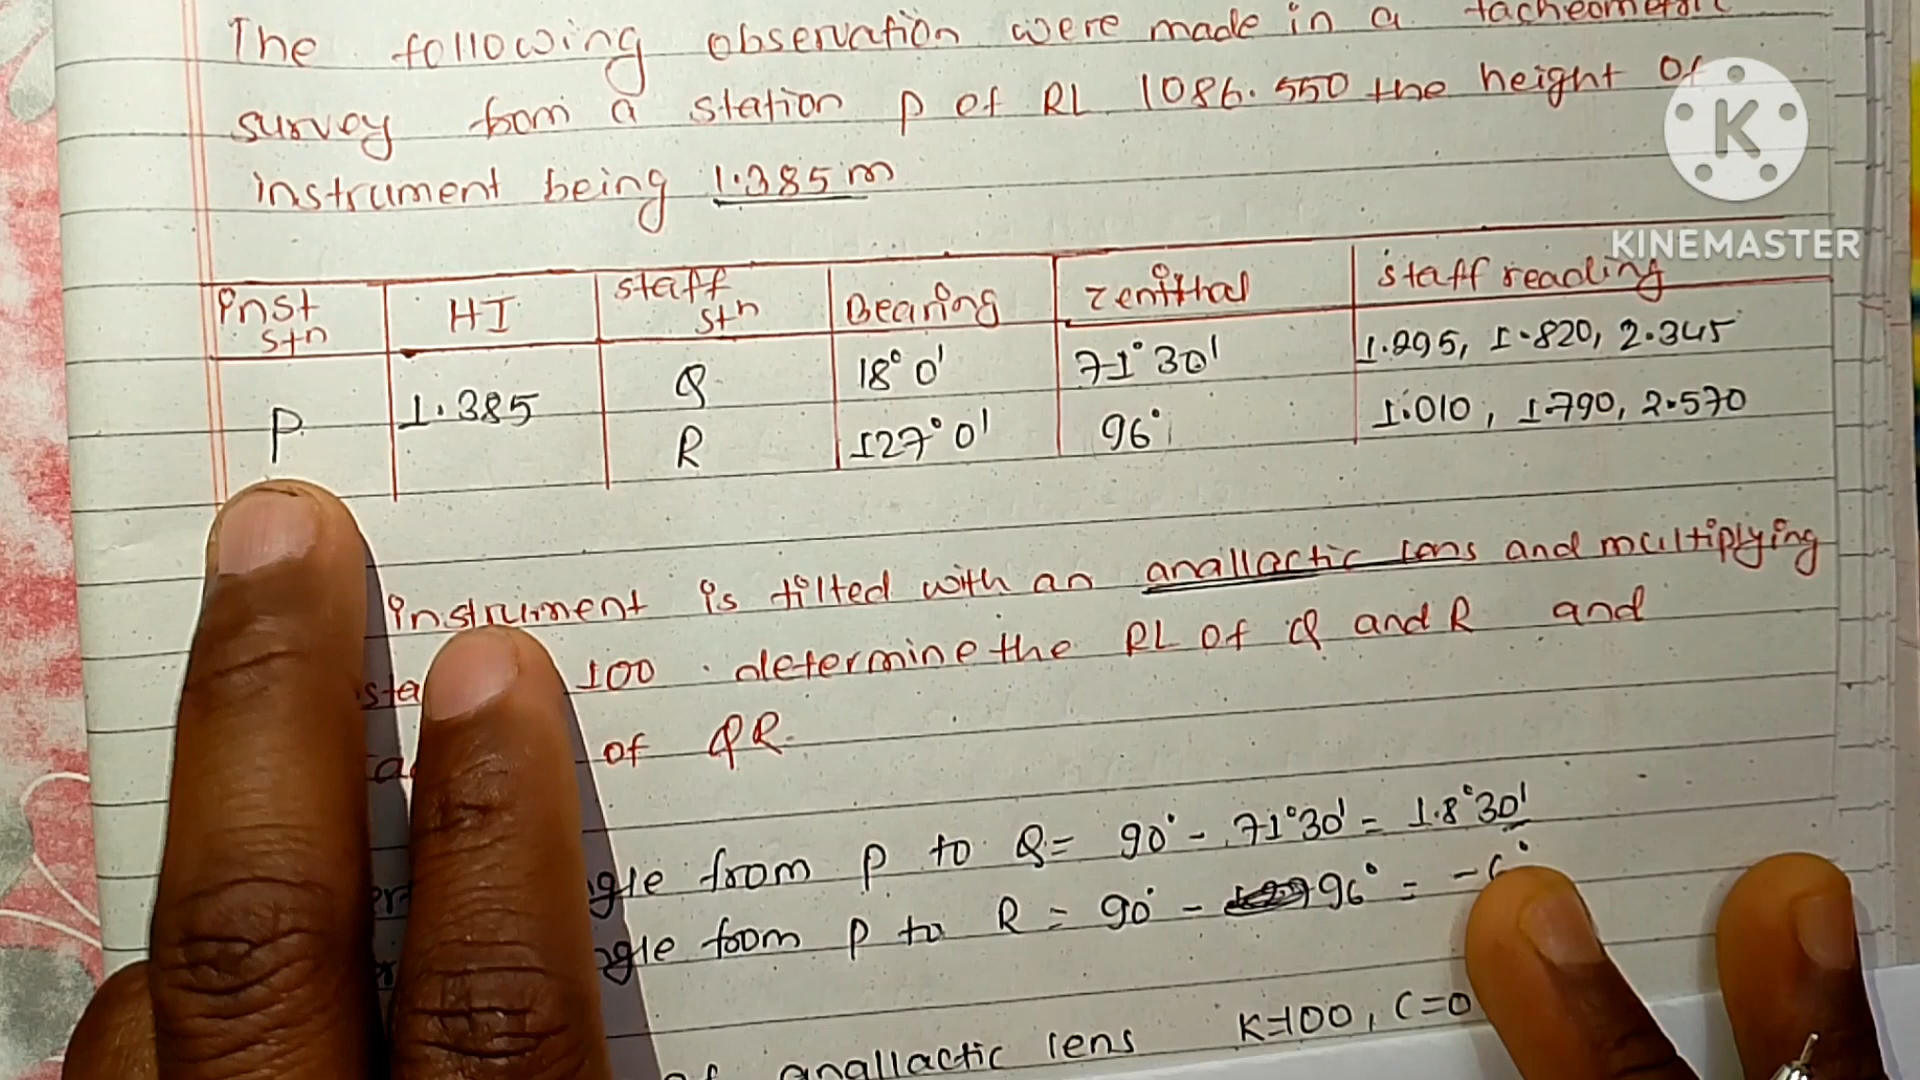 The following observation were made in a tacheometric
survey from a station P of RL 1086.550 the height of
instrument being 1.385 m
KINEMASTER
inst stn HI staff stn Bearing zenithal staff reading
P 1.385 Q 18°0' 71°30' 1.295, 1.820, 2.345
R 127°0' 96° 1.010, 1.790, 2.570
instrument is tilted with an anallactic lens and multiplying
100. determine the RL of Q and R and
of QR.
from P to Q = 90° - 71°30' = 18°30'
from P to R = 90° - 96° = -6°
of anallactic lens K=100, C=0